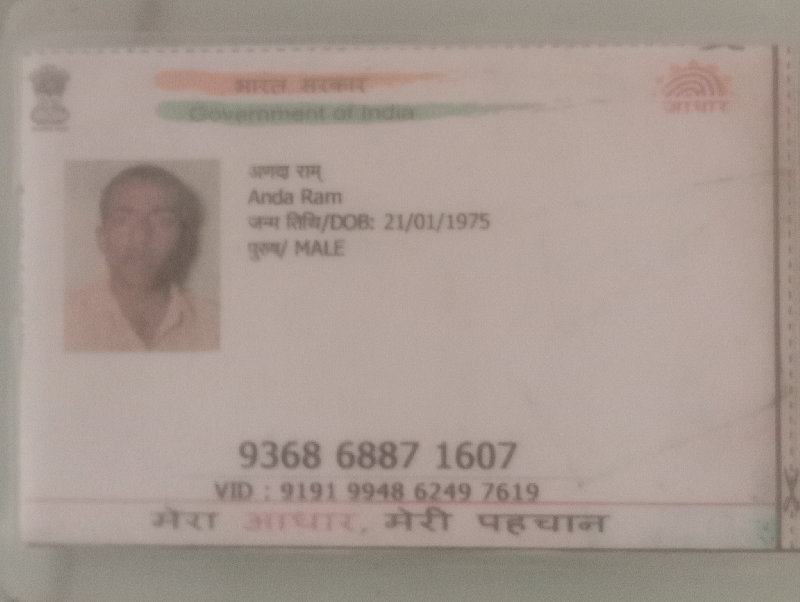 भारत सरकार
Government of India
आधार
अणदा राम्
Anda Ram
जन्म तिथि/DOB: 21/01/1975
पुरुष/ MALE
9368 6887 1607
VID : 9191 9948 6249 7619
मेरा आधार, मेरी पहचान